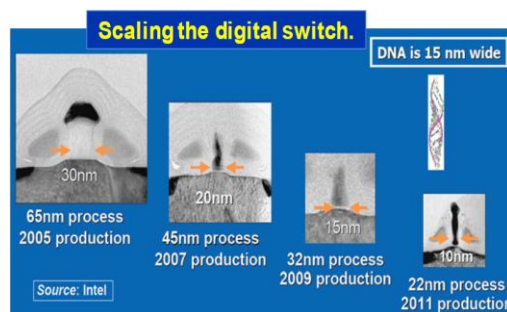 Scaling the digital switch.
DNA is 15 nm wide
30nm
65nm process
2005 production
20nm
45nm process
2007 production
15nm
32nm process
2009 production
10nm
22nm process
2011 production
Source: Intel